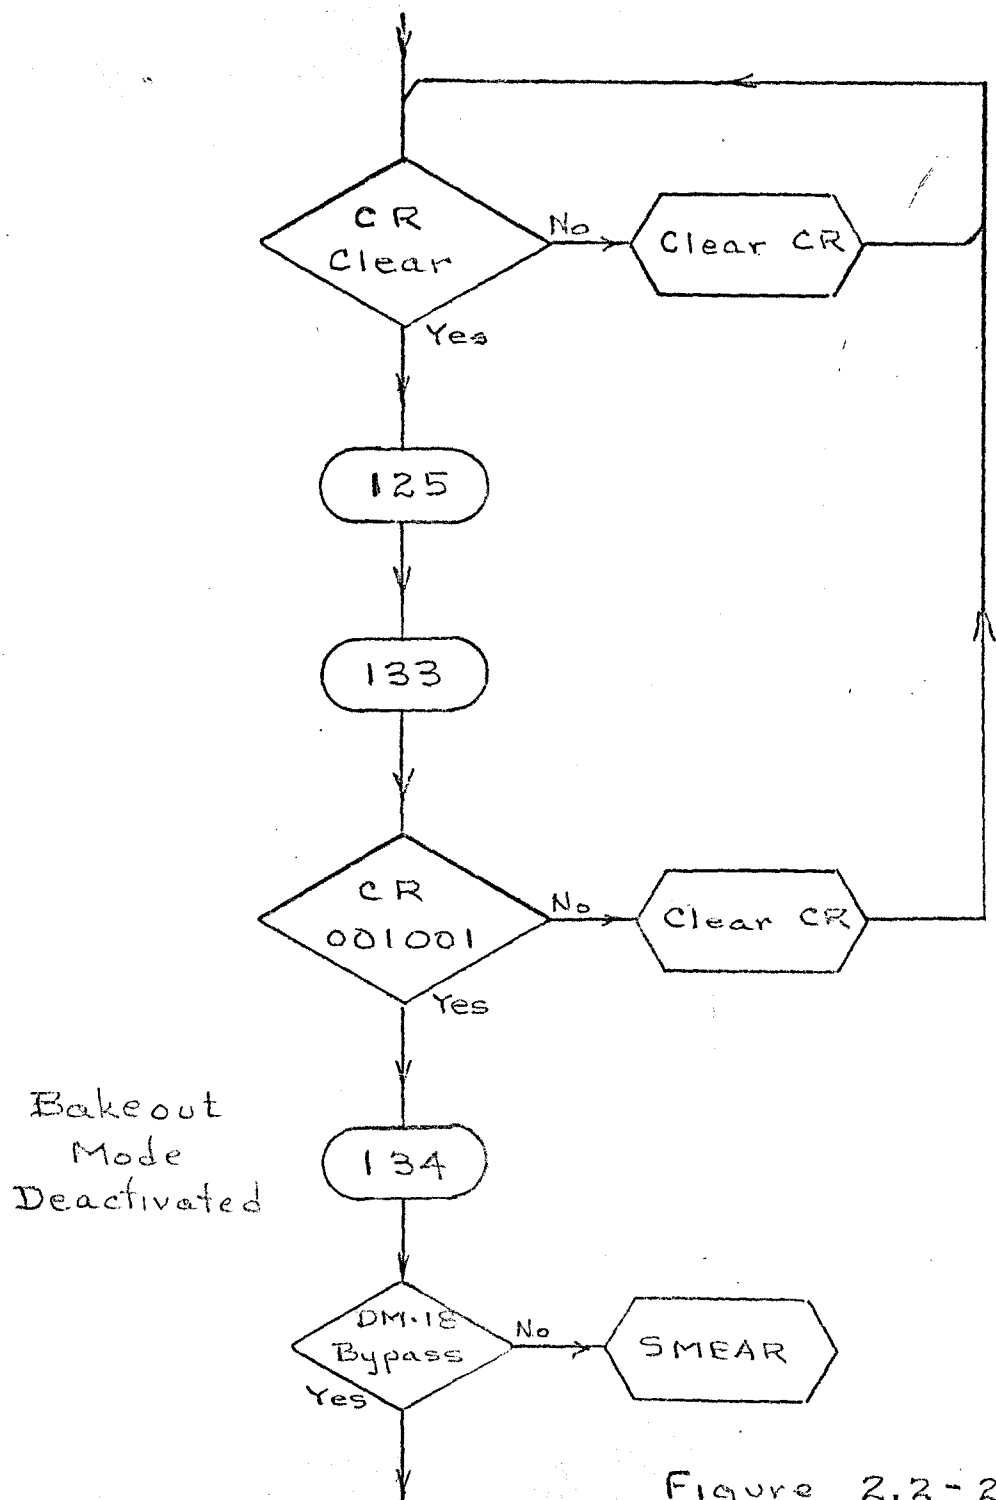 CR
Clear
No
Clear CR
Yes
125
133
CR
001001
No
Clear CR
Yes
Bakeout
Mode
Deactivated
134
DM-18
Bypass
No
SMEAR
Yes
Figure 2.2-2